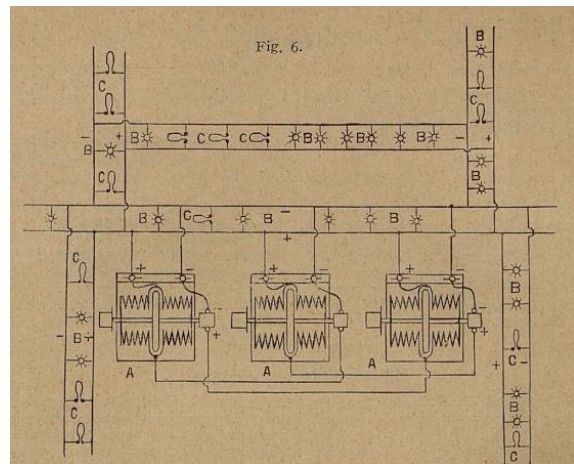 Fig. 6.
B
C
C
C
- + B C C B B B - +
B
C
B
C B - B
+
C
+ - + - + -
B
- B +
- + - + - +
C -
A A A
+
C
B
C
C